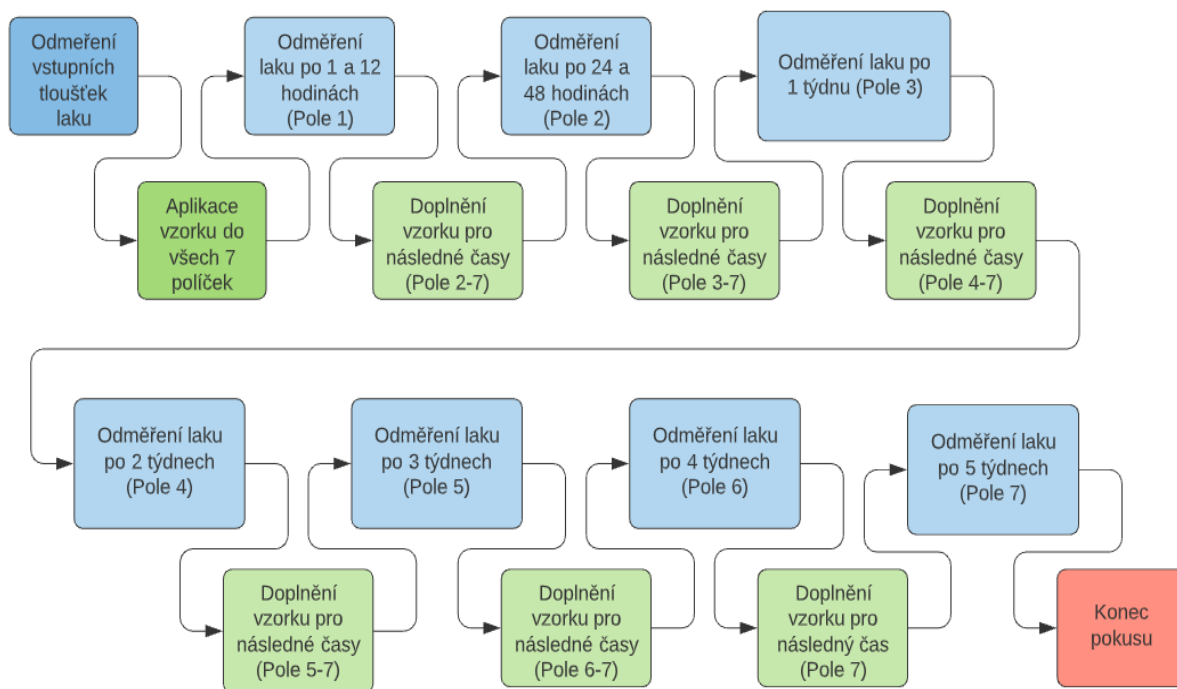 Odmeření
vstupních
tloušťek
laku
Aplikace
vzorku do
všech 7
políček
Odměření
laku po 1 a 12
hodinách
(Pole 1)
Doplnění
vzorku pro
následné časy
(Pole 2-7)
Odměření
laku po 24 a
48 hodinách
(Pole 2)
Doplnění
vzorku pro
následné časy
(Pole 3-7)
Odměření laku po
1 týdnu (Pole 3)
Doplnění
vzorku pro
následné časy
(Pole 4-7)
Odměření laku
po 2 týdnech
(Pole 4)
Doplnění
vzorku pro
následné časy
(Pole 5-7)
Odměření laku
po 3 týdnech
(Pole 5)
Doplnění
vzorku pro
následné časy
(Pole 6-7)
Odměření laku
po 4 týdnech
(Pole 6)
Doplnění
vzorku pro
následný čas
(Pole 7)
Odměření laku
po 5 týdnech
(Pole 7)
Konec
pokusu